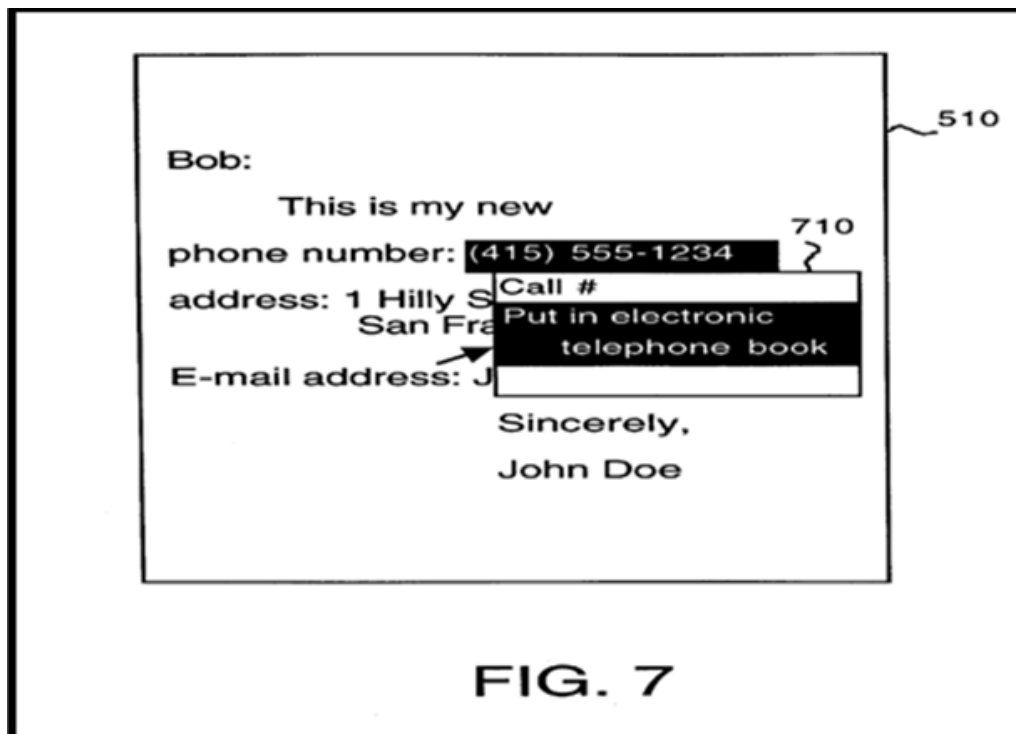 510
Bob:
This is my new
710
phone number: (415) 555-1234
Call #
address: 1 Hilly S
Put in electronic
San Fra
telephone book
E-mail address: J
Sincerely,
John Doe
FIG. 7